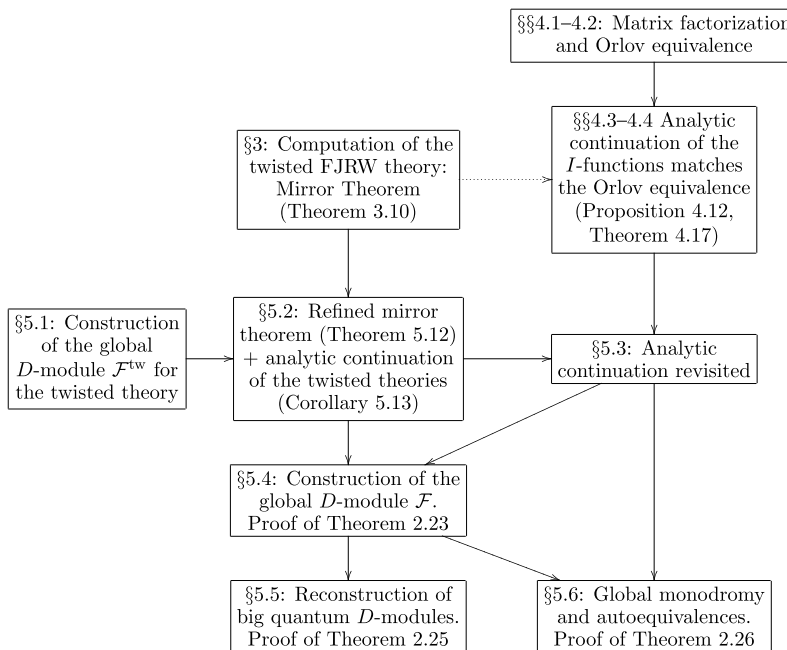 §§4.1–4.2: Matrix factorization
and Orlov equivalence
§§4.3–4.4 Analytic
continuation of the
I-functions matches
the Orlov equivalence
(Proposition 4.12,
Theorem 4.17)
§3: Computation of the
twisted FJRW theory:
Mirror Theorem
(Theorem 3.10)
§5.1: Construction
of the global
D-module 𝓕^tw for
the twisted theory
§5.2: Refined mirror
theorem (Theorem 5.12)
+ analytic continuation
of the twisted theories
(Corollary 5.13)
§5.3: Analytic
continuation revisited
§5.4: Construction of the
global D-module 𝓕.
Proof of Theorem 2.23
§5.5: Reconstruction of
big quantum D-modules.
Proof of Theorem 2.25
§5.6: Global monodromy
and autoequivalences.
Proof of Theorem 2.26